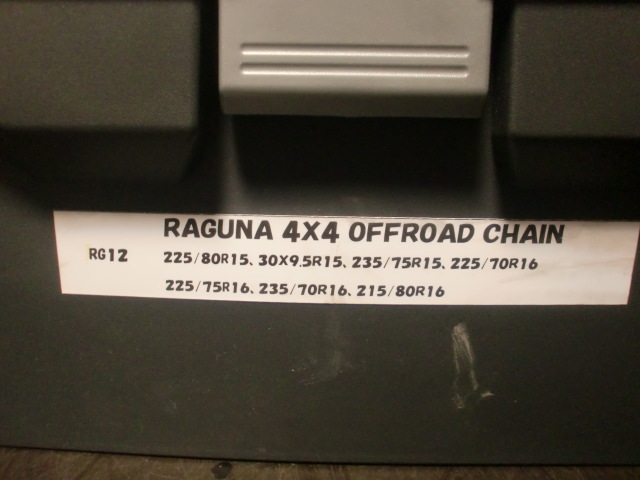 RAGUNA 4X4 OFFROAD CHAIN
RG12 225/80R15、30X9.5R15、235/75R15、225/70R16
225/75R16、235/70R16、215/80R16